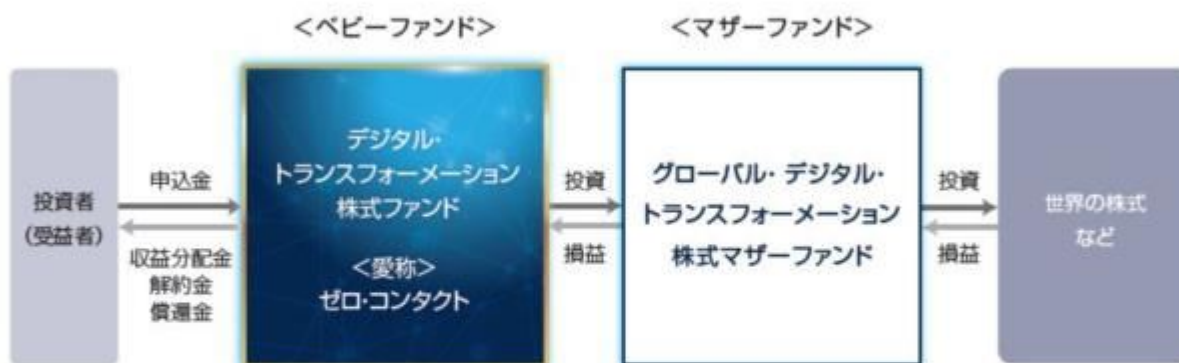 ＜ベビーファンド＞
＜マザーファンド＞
投資者
（受益者）
申込金
収益分配金
解約金
償還金
デジタル・
トランスフォーメーション
株式ファンド
＜愛称＞
ゼロ・コンタクト
投資
損益
グローバル・デジタル・
トランスフォーメーション
株式マザーファンド
投資
損益
世界の株式
など